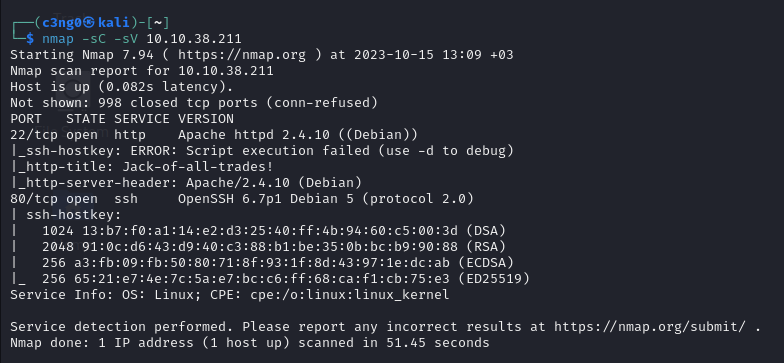 ┌──(c3ng0㉿kali)-[~]
└─$ nmap -sC -sV 10.10.38.211
Starting Nmap 7.94 ( https://nmap.org ) at 2023-10-15 13:09 +03
Nmap scan report for 10.10.38.211
Host is up (0.082s latency).
Not shown: 998 closed tcp ports (conn-refused)
PORT   STATE SERVICE VERSION
22/tcp open  http    Apache httpd 2.4.10 ((Debian))
|_ssh-hostkey: ERROR: Script execution failed (use -d to debug)
|_http-title: Jack-of-all-trades!
|_http-server-header: Apache/2.4.10 (Debian)
80/tcp open  ssh     OpenSSH 6.7p1 Debian 5 (protocol 2.0)
| ssh-hostkey:
|   1024 13:b7:f0:a1:14:e2:d3:25:40:ff:4b:94:60:c5:00:3d (DSA)
|   2048 91:0c:d6:43:d9:40:c3:88:b1:be:35:0b:bc:b9:90:88 (RSA)
|   256 a3:fb:09:fb:50:80:71:8f:93:1f:8d:43:97:1e:dc:ab (ECDSA)
|_  256 65:21:e7:4e:7c:5a:e7:bc:c6:ff:68:ca:f1:cb:75:e3 (ED25519)
Service Info: OS: Linux; CPE: cpe:/o:linux:linux_kernel

Service detection performed. Please report any incorrect results at https://nmap.org/submit/ .
Nmap done: 1 IP address (1 host up) scanned in 51.45 seconds